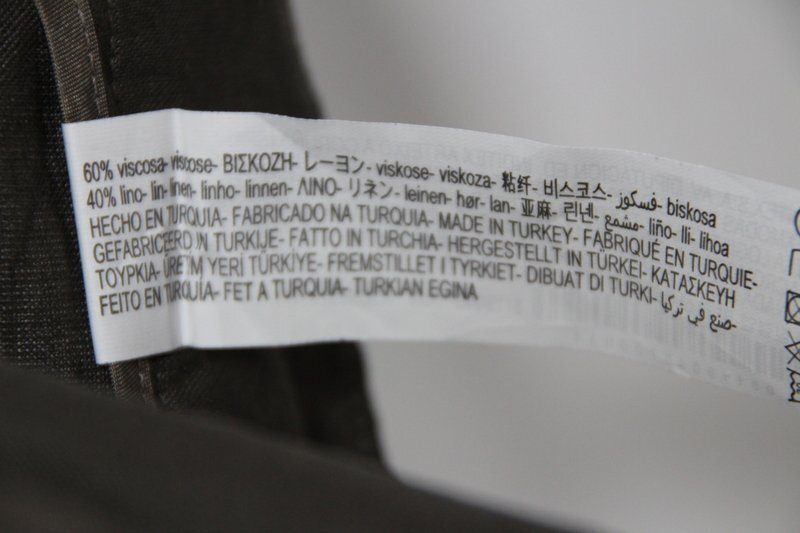 60% viscosa- viscose- ΒΙΣΚΟΖΗ- レーヨン- viskose- viskoza- 粘纤- 비스코스- فسكوز- biskosa
40% lino- lin- linen- linho- linnen- ΛΙΝΟ- リネン- leinen- hør- lan- 亚麻- 린넨- مشمع- liño- lli- lihoa
HECHO EN TURQUIA- FABRICADO NA TURQUIA- MADE IN TURKEY- FABRIQUÉ EN TURQUIE-
GEFABRICEERD IN TURKIJE- FATTO IN TURCHIA- HERGESTELLT IN TÜRKEI- ΚΑΤΑΣΚΕΥΗ
ΤΟΥΡΚΙΑ- ÜRETIM YERI TÜRKİYE- FREMSTILLET I TYRKIET- DIBUAT DI TURKI- صنع في تركيا-
FEITO EN TURQUÍA- FET A TURQUIA- TURKIAN EGINA